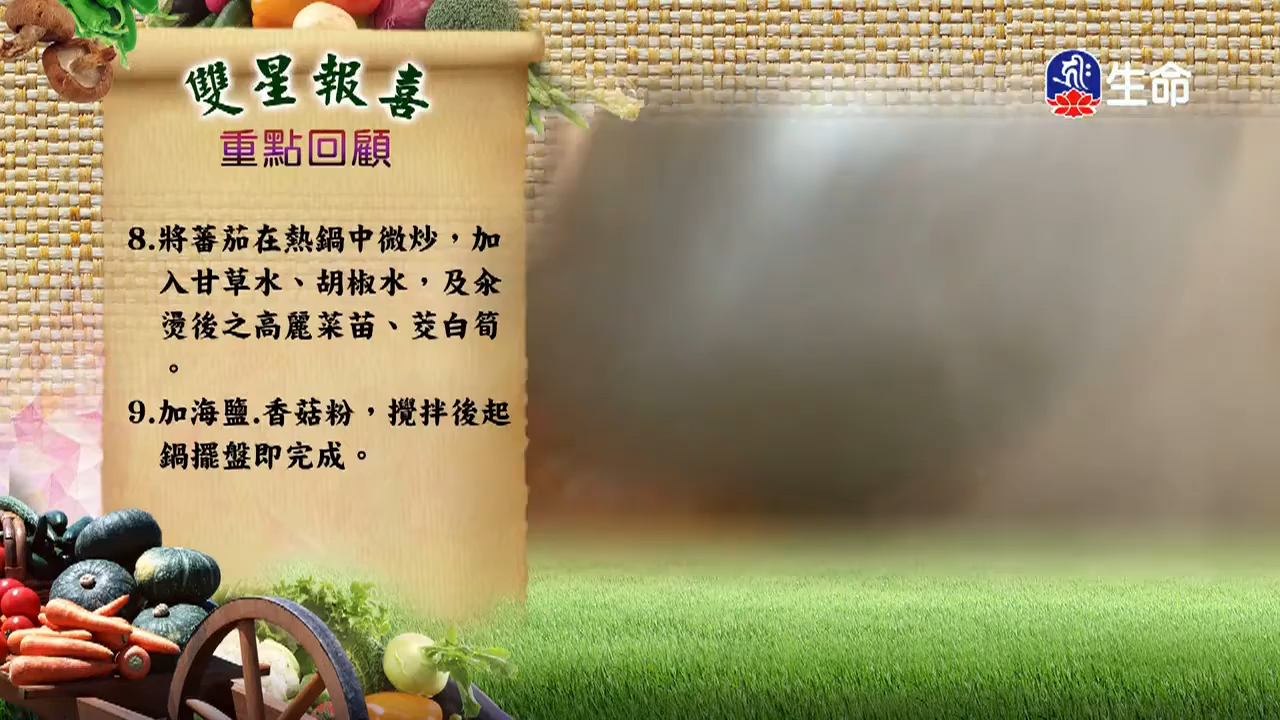 雙星報喜
重點回顧
生命
8.將蕃茄在熱鍋中微炒，加
入甘草水、胡椒水，及汆
燙後之高麗菜苗、茭白筍
。
9.加海鹽.香菇粉，攪拌後起
鍋擺盤即完成。